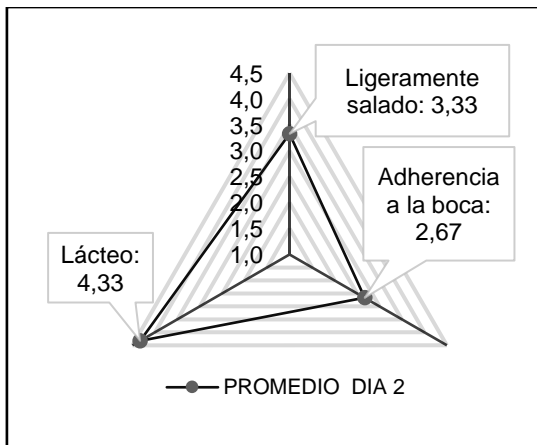 4,5
4,0
3,5
3,0
2,5
2,0
1,5
1,0
Ligeramente
salado: 3,33
Adherencia
a la boca:
2,67
Lácteo:
4,33
PROMEDIO DIA 2